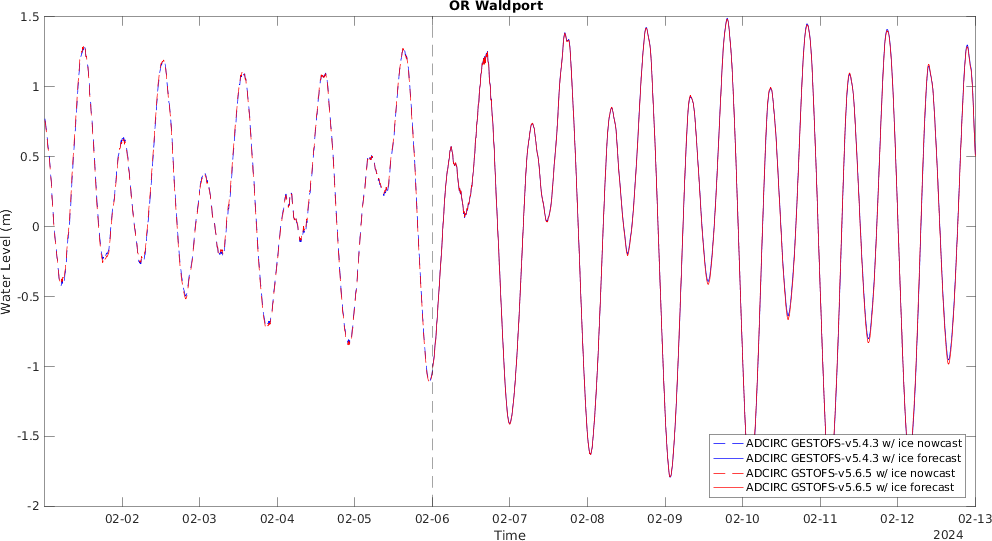 OR Waldport
1.5
1
0.5
0
-0.5
-1
-1.5
-2
Water Level (m)
02-02 02-03 02-04 02-05 02-06 02-07 02-08 02-09 02-10 02-11 02-12 02-13
Time
2024
ADCIRC GESTOFS-v5.4.3 w/ ice nowcast
ADCIRC GESTOFS-v5.4.3 w/ ice forecast
ADCIRC GSTOFS-v5.6.5 w/ ice nowcast
ADCIRC GSTOFS-v5.6.5 w/ ice forecast